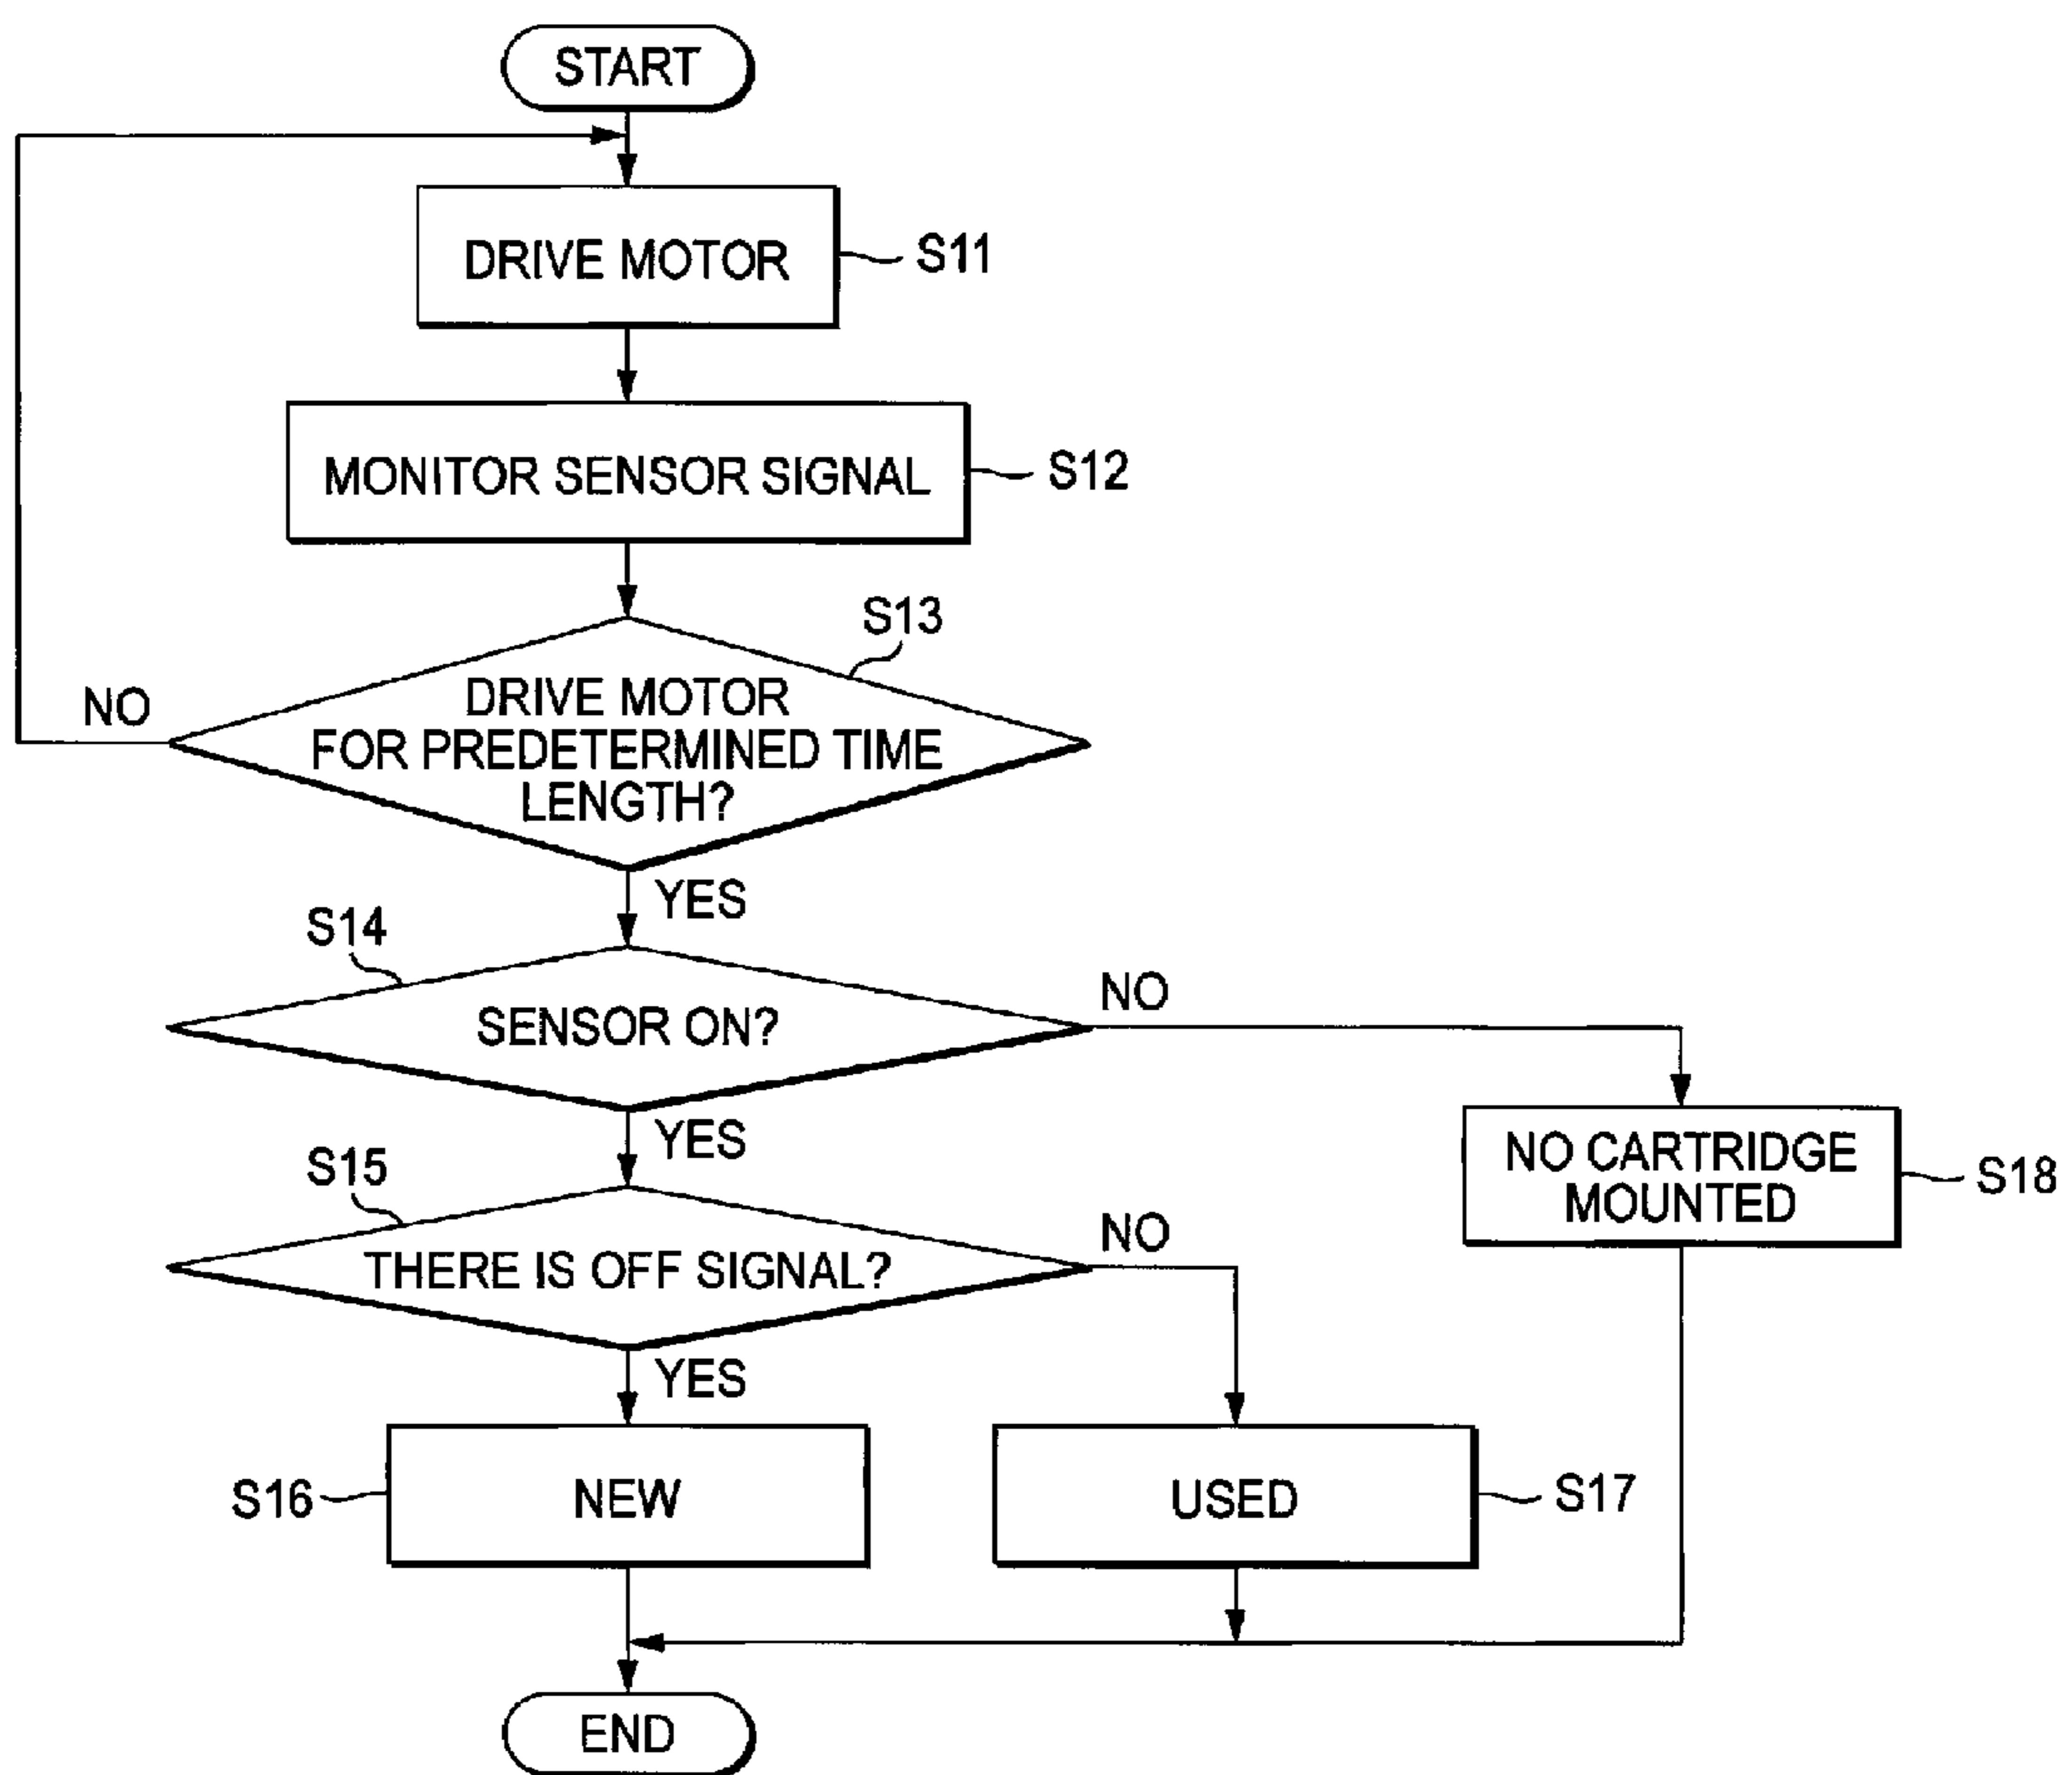 START
DRIVE MOTOR
S11
MONITOR SENSOR SIGNAL
S12
S13
DRIVE MOTOR
FOR PREDETERMINED TIME
LENGTH?
NO
YES
S14
SENSOR ON?
NO
YES
NO CARTRIDGE
MOUNTED
S18
S15
THERE IS OFF SIGNAL?
NO
YES
S16
NEW
USED
S17
END